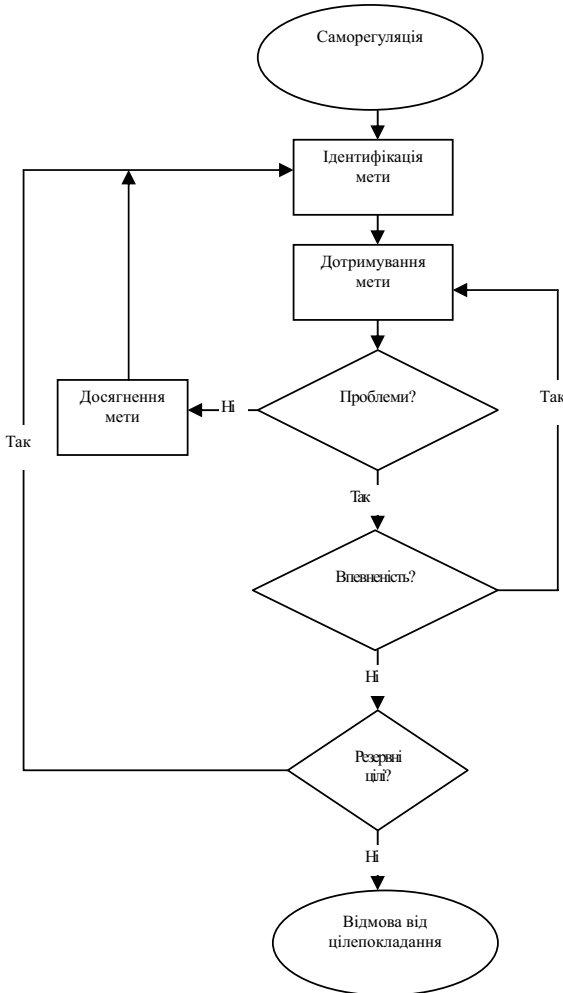 Саморегуляція
Ідентифікація
мети
Дотримування
мети
Проблеми?
Досягнення
мети
Ні
Так
Так
Так
Впевненість?
Ні
Резервні
цілі?
Ні
Відмова від
цілепокладання